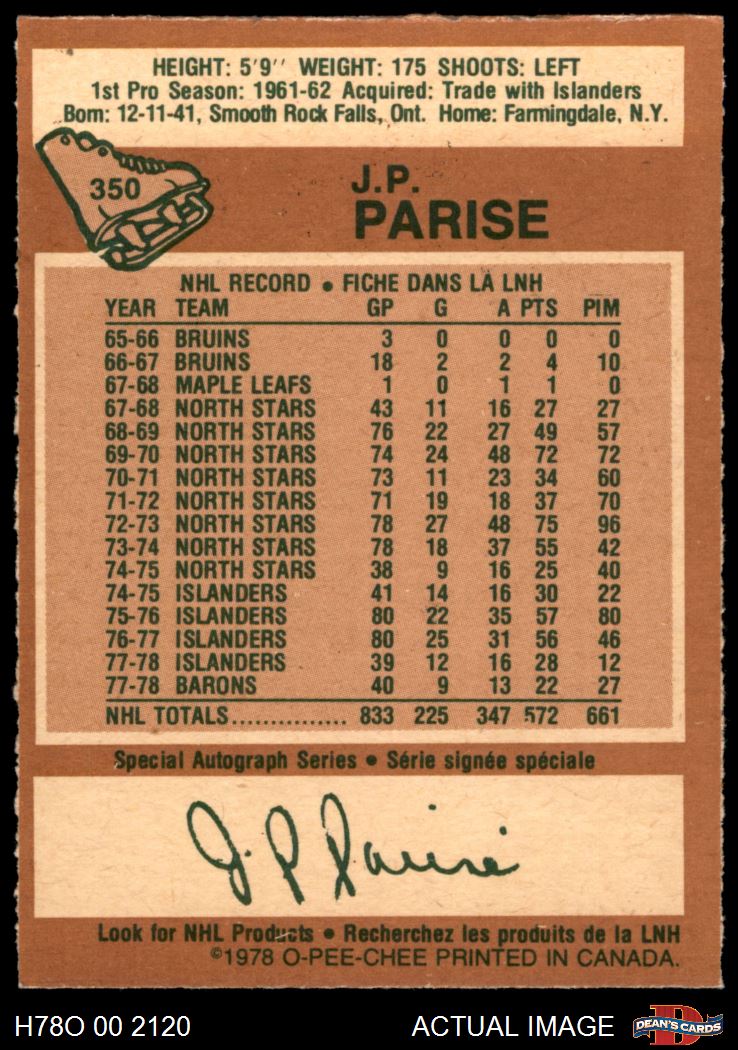 HEIGHT: 5'9'' WEIGHT: 175 SHOOTS: LEFT
1st Pro Season: 1961-62 Acquired: Trade with Islanders
Born: 12-11-41, Smooth Rock Falls, Ont. Home: Farmingdale, N.Y.
350
J.P.
PARISE
NHL RECORD • FICHE DANS LA LNH
YEAR TEAM GP G A PTS PIM
65-66 BRUINS 3 0 0 0 0
66-67 BRUINS 18 2 2 4 10
67-68 MAPLE LEAFS 1 0 1 1 0
67-68 NORTH STARS 43 11 16 27 27
68-69 NORTH STARS 76 22 27 49 57
69-70 NORTH STARS 74 24 48 72 72
70-71 NORTH STARS 73 11 23 34 60
71-72 NORTH STARS 71 19 18 37 70
72-73 NORTH STARS 78 27 48 75 96
73-74 NORTH STARS 78 18 37 55 42
74-75 NORTH STARS 38 9 16 25 40
74-75 ISLANDERS 41 14 16 30 22
75-76 ISLANDERS 80 22 35 57 80
76-77 ISLANDERS 80 25 31 56 46
77-78 ISLANDERS 39 12 16 28 12
77-78 BARONS 40 9 13 22 27
NHL TOTALS............... 833 225 347 572 661
Special Autograph Series • Série signée spéciale
J. P. Parise
Look for NHL Products • Recherchez les produits de la LNH
©1978 O-PEE-CHEE PRINTED IN CANADA.
H78O 00 2120 ACTUAL IMAGE DEAN'S CARDS